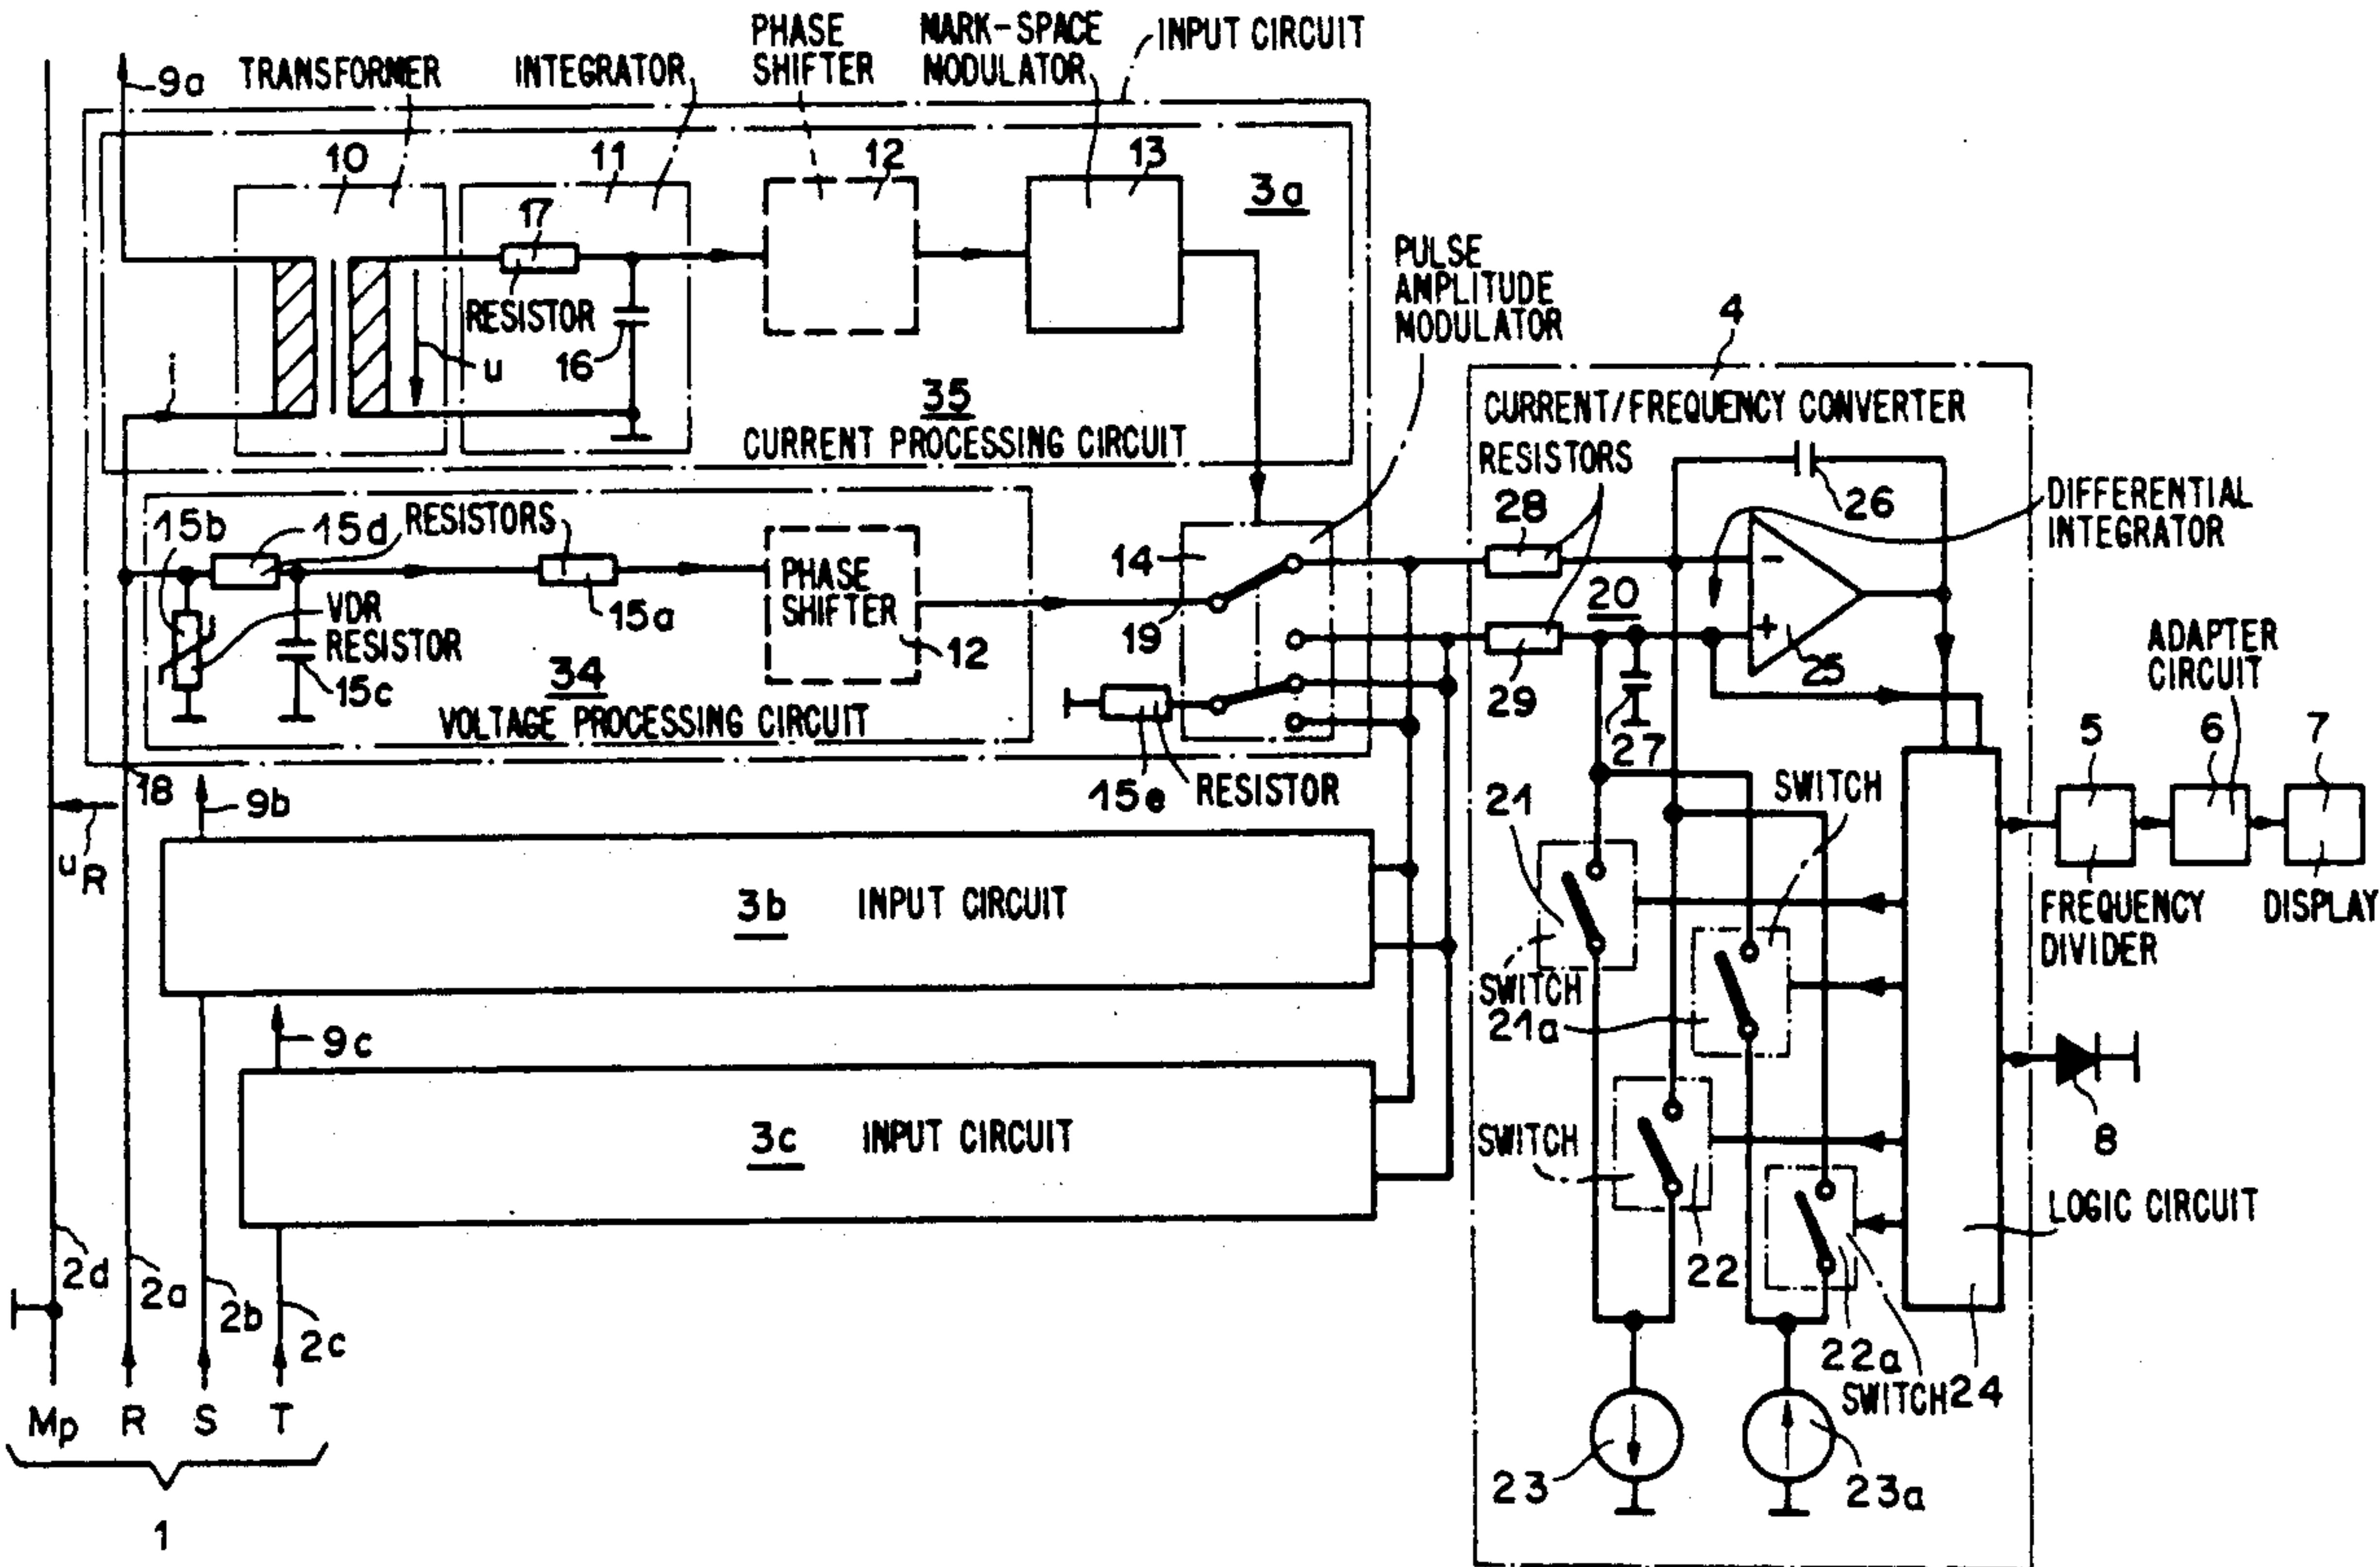 PHASE
SHIFTER
MARK-SPACE
MODULATOR
INPUT CIRCUIT
9a
TRANSFORMER
INTEGRATOR
10
11
12
13
3a
17
RESISTOR
16
u
i
35
CURRENT PROCESSING CIRCUIT
PULSE
AMPLITUDE
MODULATOR
4
CURRENT/FREQUENCY CONVERTER
RESISTORS
28
26
DIFFERENTIAL
INTEGRATOR
15b
15d
RESISTORS
15a
PHASE
SHIFTER
12
VDR
RESISTOR
15c
34
VOLTAGE PROCESSING CIRCUIT
14
19
20
-
+
25
29
27
ADAPTER
CIRCUIT
5
6
7
18
15e
RESISTOR
9b
uR
21
SWITCH
3b
INPUT CIRCUIT
FREQUENCY
DIVIDER
DISPLAY
SWITCH
21a
9c
3c
INPUT CIRCUIT
SWITCH
8
LOGIC CIRCUIT
22
2d
2a
2b
2c
22a
SWITCH
24
Mp
R
S
T
23
23a
1